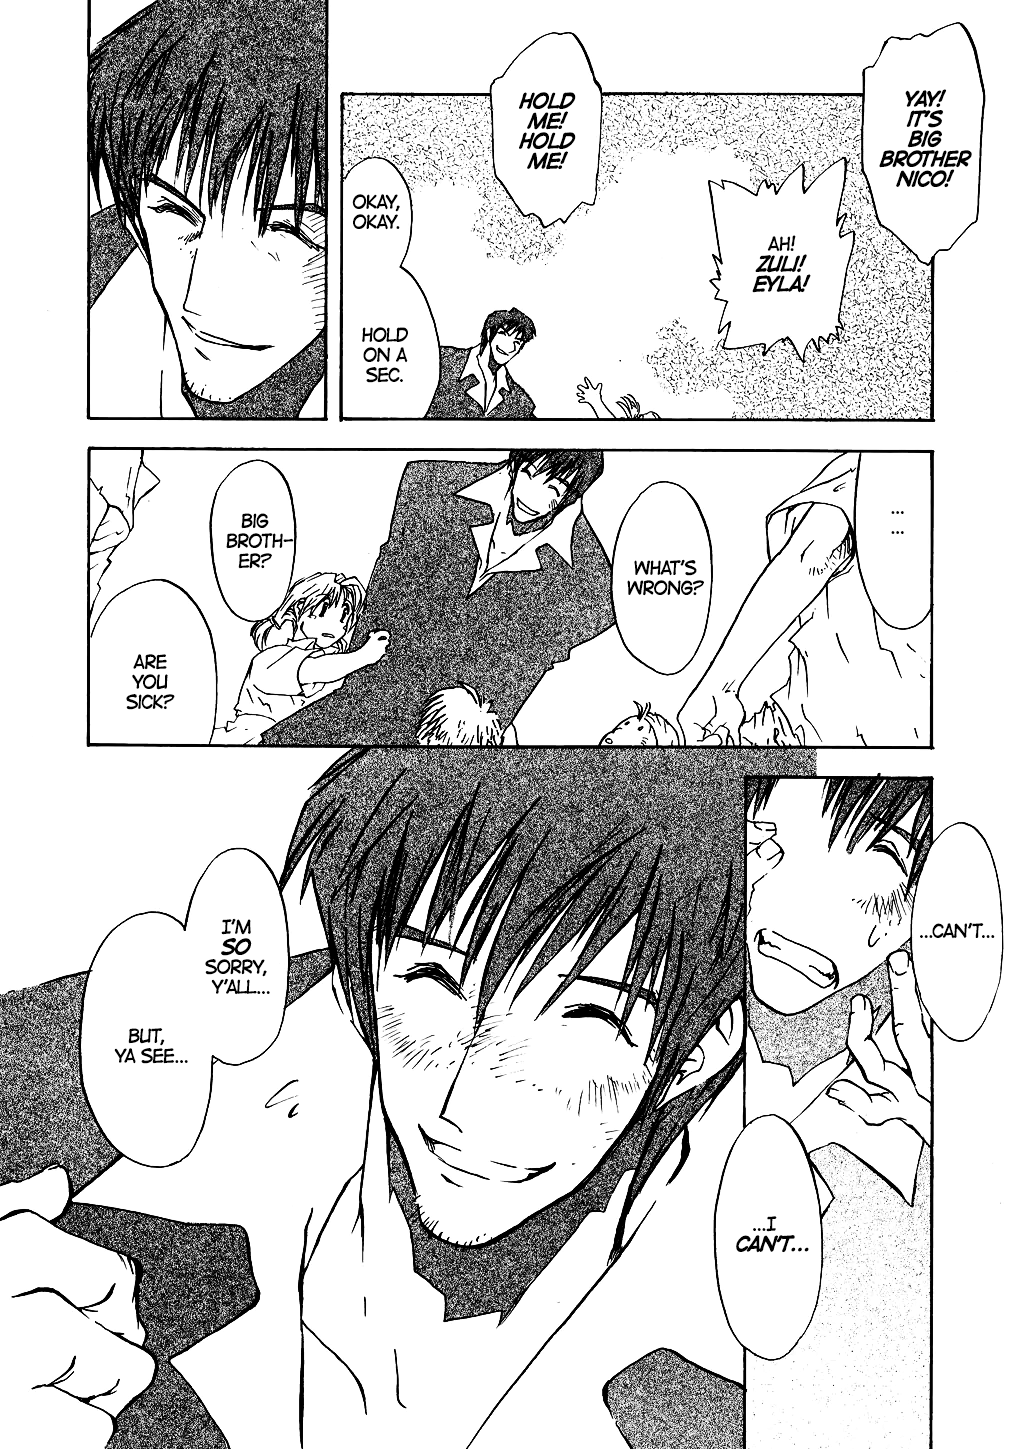 YAY!
IT'S
BIG
BROTHER
NICO!
AH!
ZULI!
EYLA!
HOLD
ME!
HOLD
ME!
OKAY,
OKAY.
HOLD
ON A
SEC.
...
...
WHAT'S
WRONG?
BIG
BROTH-
ER?
ARE
YOU
SICK?
...CAN'T...
...I
CAN'T...
I'M
SO
SORRY,
Y'ALL...
BUT,
YA SEE...